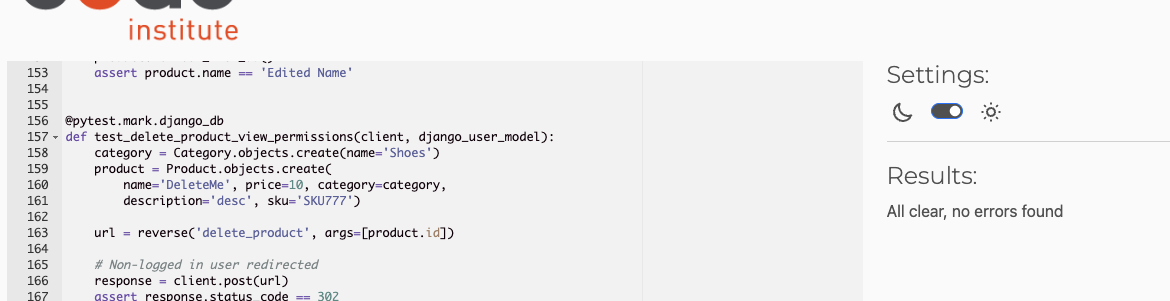 institute
153 assert product.name == 'Edited Name'
154
155
156 @pytest.mark.django_db
157 def test_delete_product_view_permissions(client, django_user_model):
158 category = Category.objects.create(name='Shoes')
159 product = Product.objects.create(
160 name='DeleteMe', price=10, category=category,
161 description='desc', sku='SKU777')
162
163 url = reverse('delete_product', args=[product.id])
164
165 # Non-logged in user redirected
166 response = client.post(url)
167 assert response.status_code == 302
Settings:
Results:
All clear, no errors found